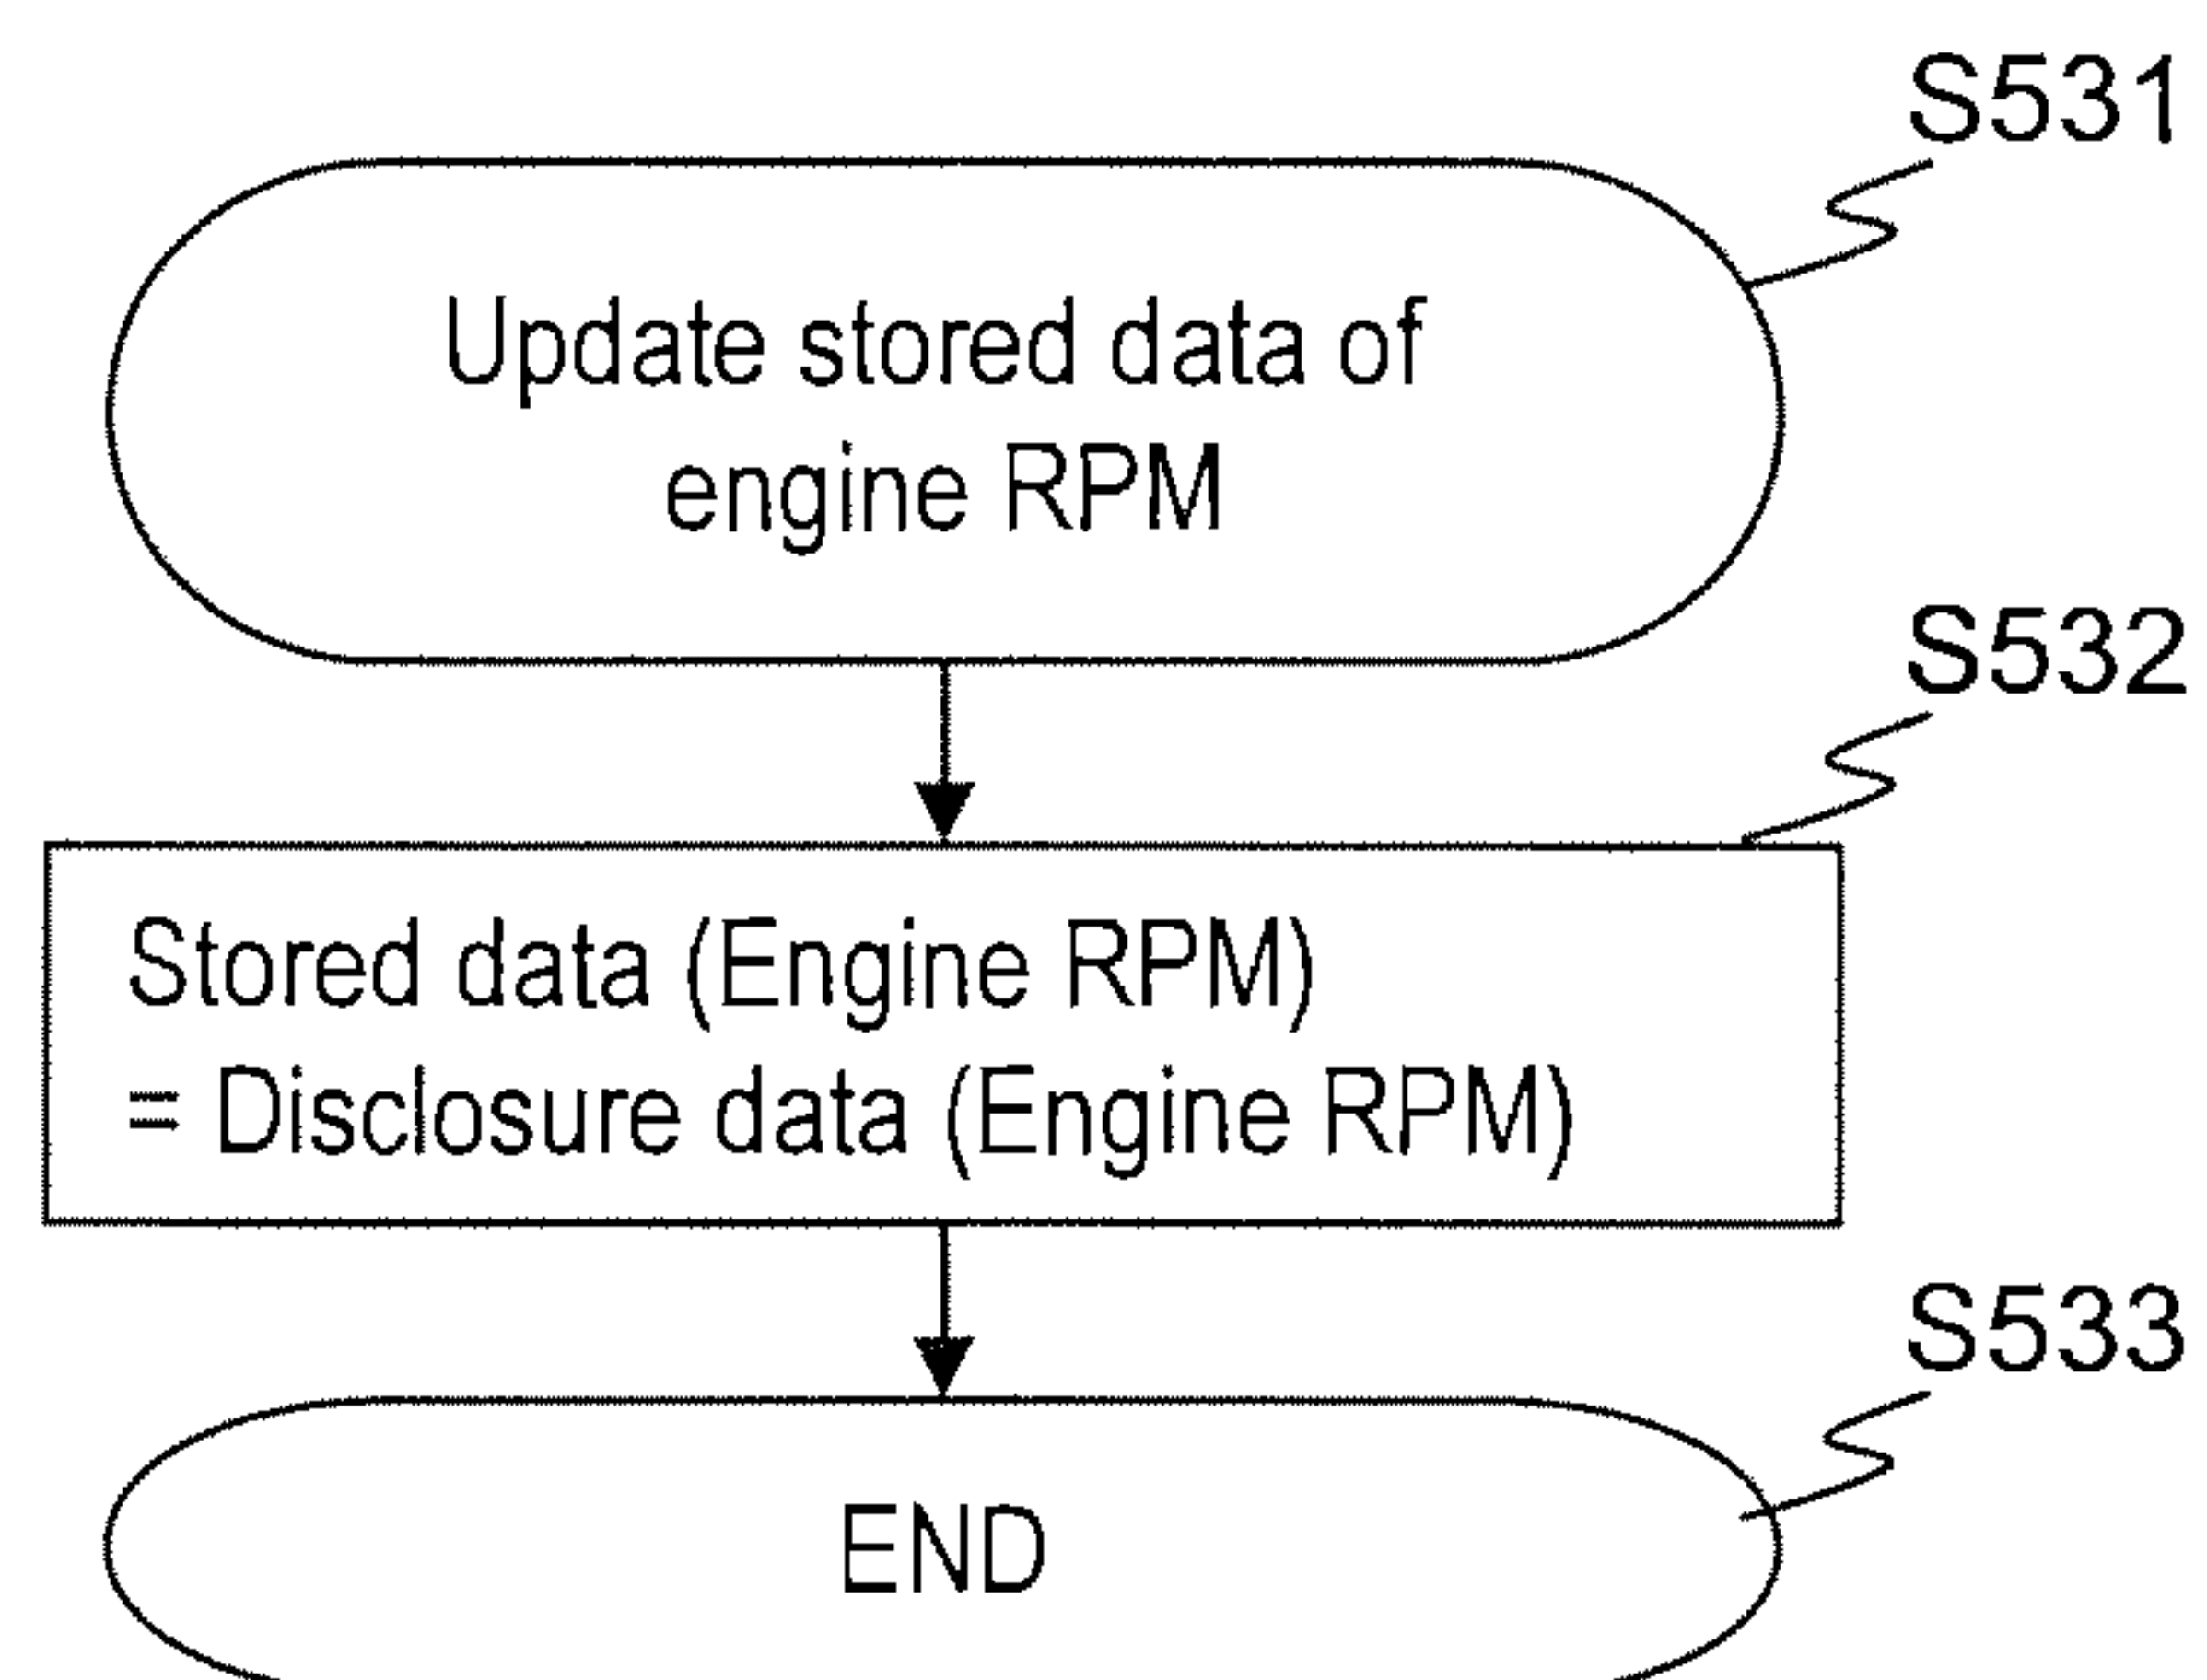 S531
Update stored data of
engine RPM
S532
Stored data (Engine RPM)
= Disclosure data (Engine RPM)
S533
END